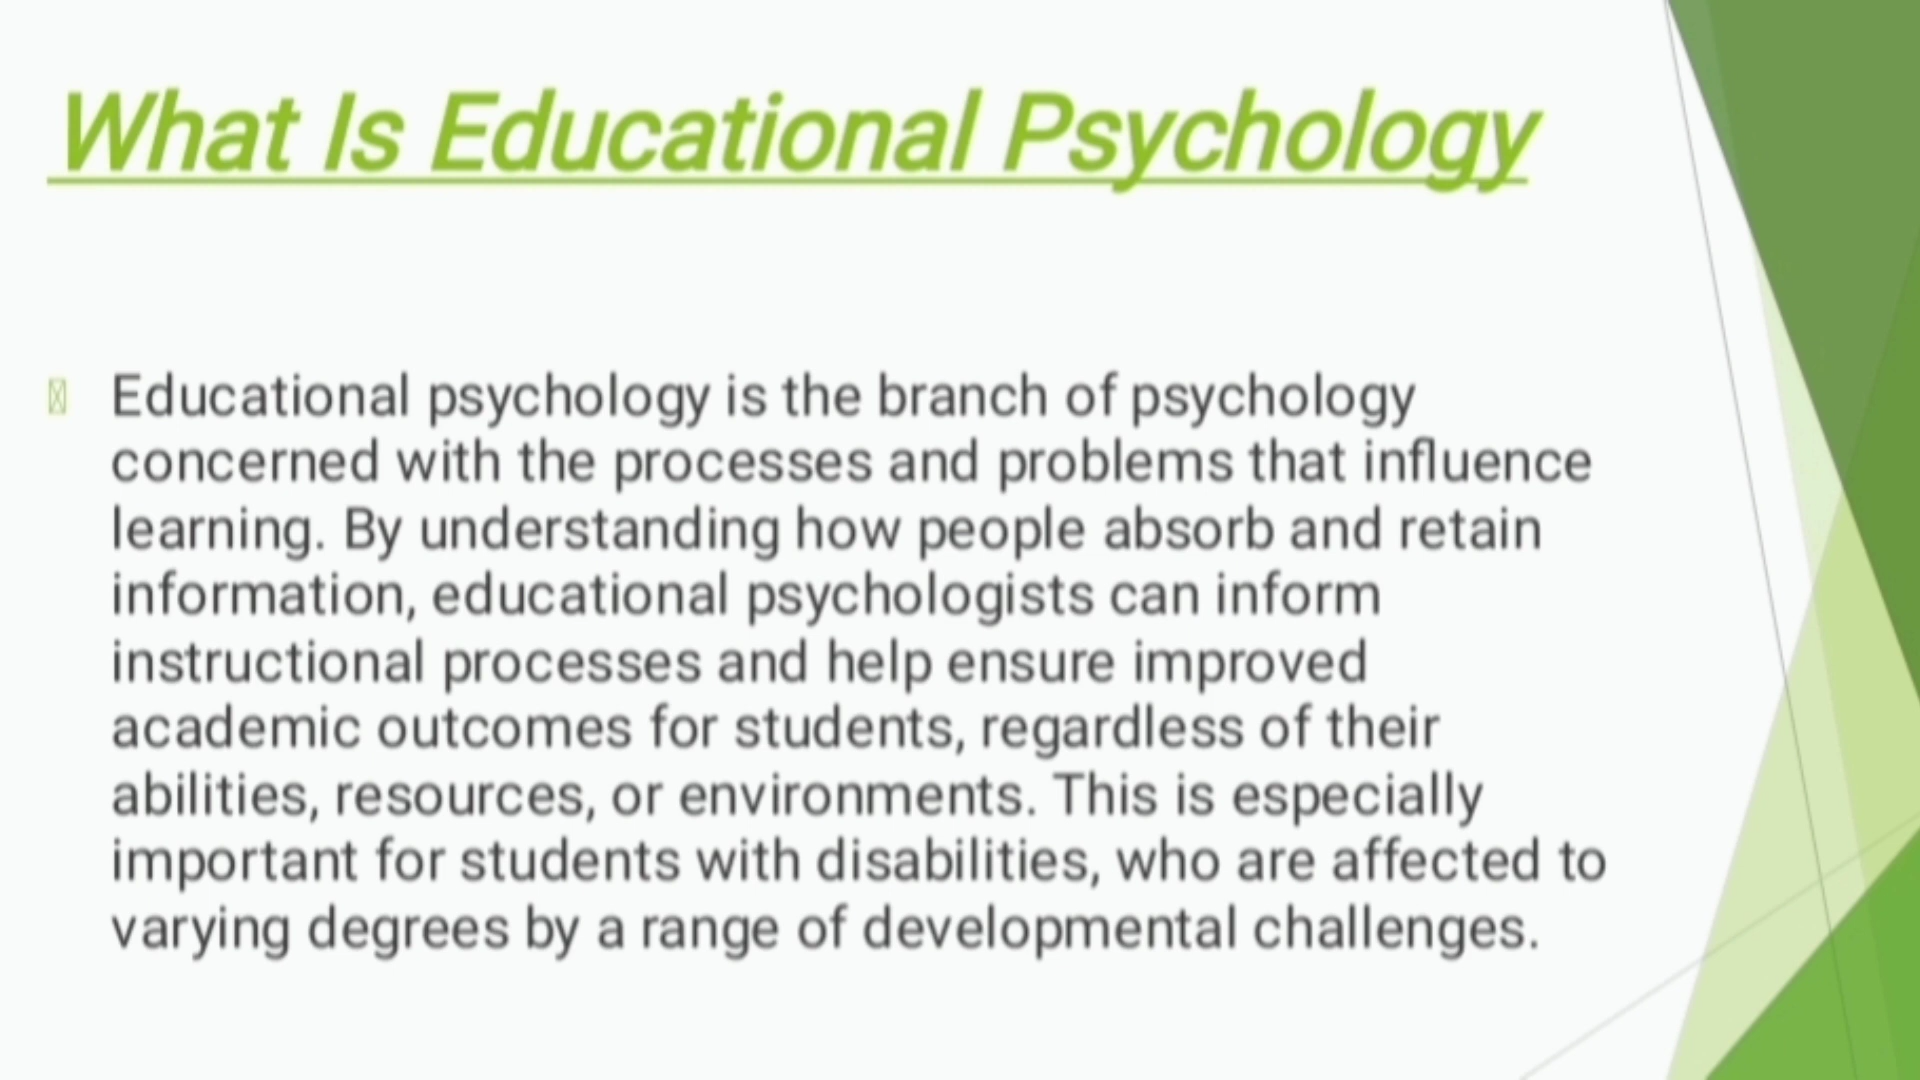 What Is Educational Psychology
Educational psychology is the branch of psychology
concerned with the processes and problems that influence
learning. By understanding how people absorb and retain
information, educational psychologists can inform
instructional processes and help ensure improved
academic outcomes for students, regardless of their
abilities, resources, or environments. This is especially
important for students with disabilities, who are affected to
varying degrees by a range of developmental challenges.